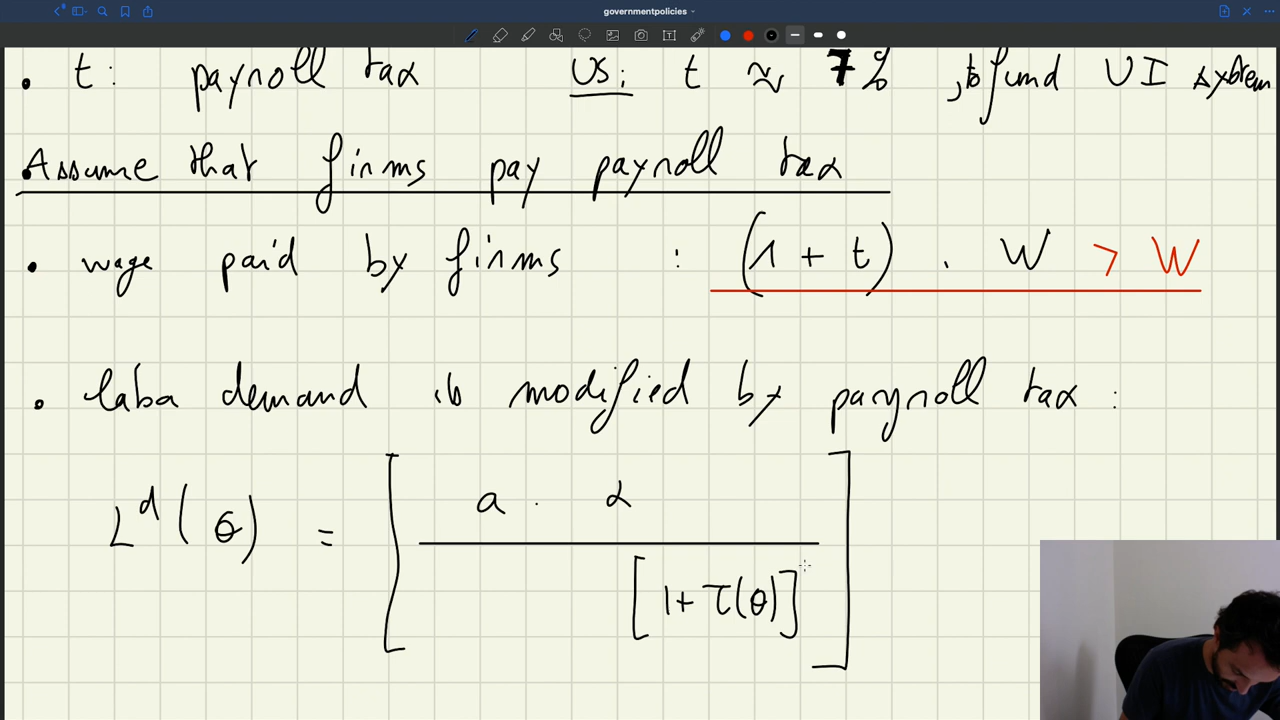 governmentpolicies
• t : payroll tax US: t ≈ 7% , to fund UI system
• Assume that firms pay payroll tax
• wage paid by firms : (1 + t) . W > W
• labor demand is modified by payroll tax :
L^d(θ) = [ a . α / [1+ τ(θ)] ]